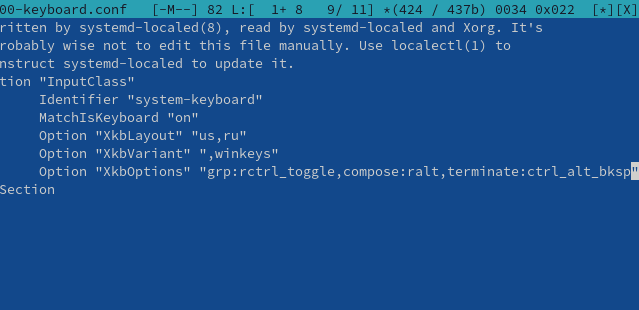 00-keyboard.conf [-M--] 82 L:[ 1+ 8 9/ 11] *(424 / 437b) 0034 0x022 [*][X]
ritten by systemd-localed(8), read by systemd-localed and Xorg. It's
robably wise not to edit this file manually. Use localectl(1) to
nstruct systemd-localed to update it.
tion "InputClass"
Identifier "system-keyboard"
MatchIsKeyboard "on"
Option "XkbLayout" "us,ru"
Option "XkbVariant" ",winkeys"
Option "XkbOptions" "grp:rctrl_toggle,compose:ralt,terminate:ctrl_alt_bksp"
Section